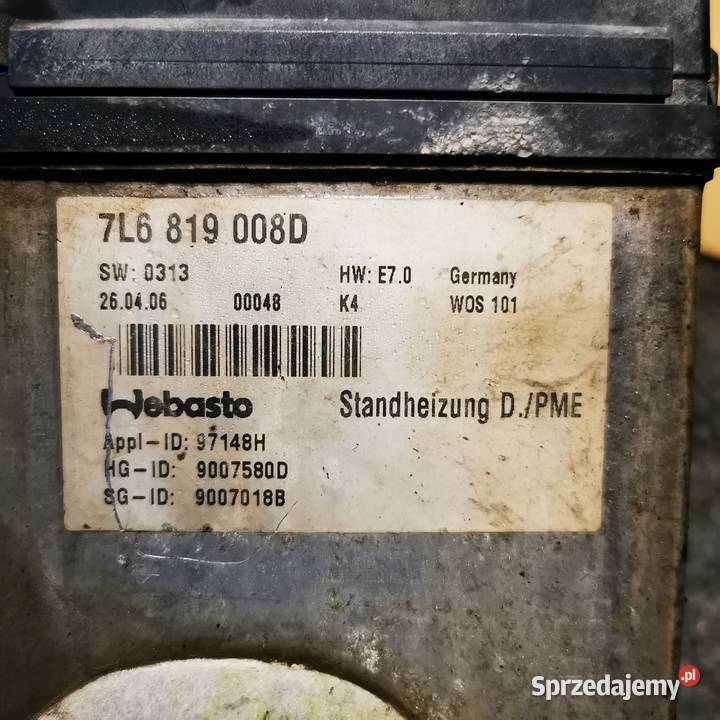 7L6 819 008D
SW: 0313 HW: E7.0 Germany
26.04.06 00048 K4 WOS 101
Webasto Standheizung D./PME
Appl-ID: 97148H
HG-ID: 9007580D
SG-ID: 9007018B
Sprzedajemy.pl